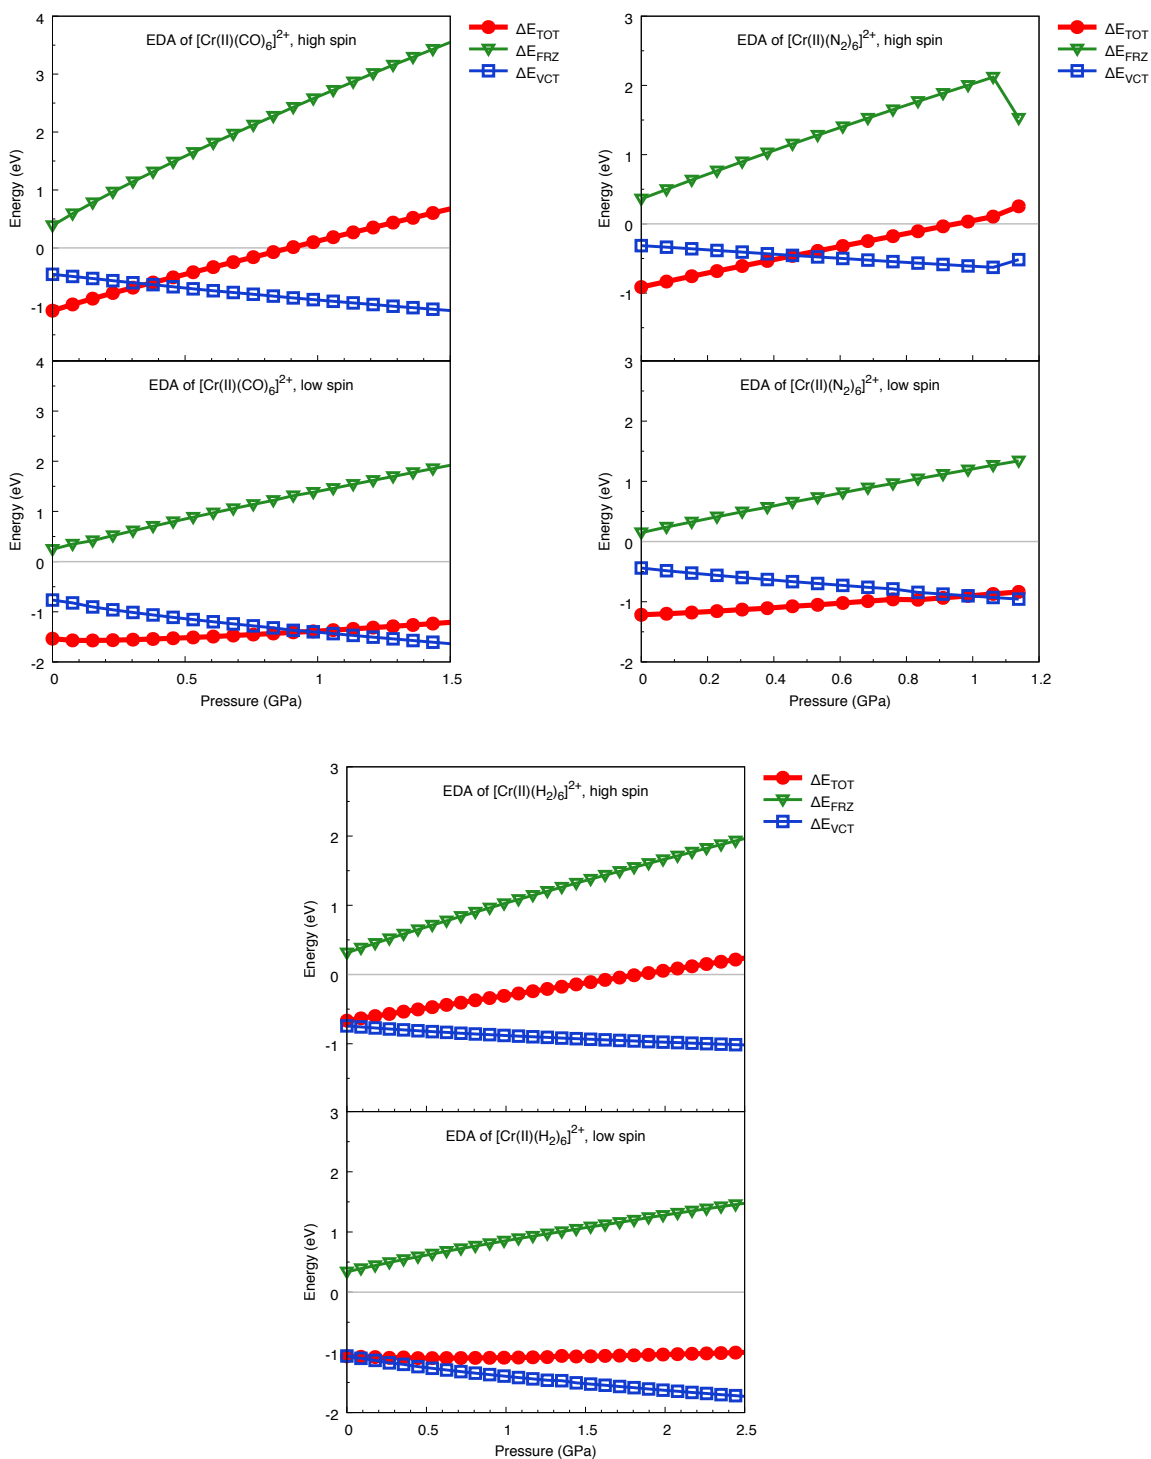 EDA of [Cr(II)(CO)6]2+, high spin
ΔETOT
ΔEFRZ
ΔEVCT
Energy (eV)
4
3
2
1
0
-1
EDA of [Cr(II)(CO)6]2+, low spin
Energy (eV)
4
3
2
1
0
-1
-2
0
0.5
1
1.5
Pressure (GPa)
EDA of [Cr(II)(N2)6]2+, high spin
ΔETOT
ΔEFRZ
ΔEVCT
Energy (eV)
3
2
1
0
-1
EDA of [Cr(II)(N2)6]2+, low spin
Energy (eV)
3
2
1
0
-1
-2
0
0.2
0.4
0.6
0.8
1
1.2
Pressure (GPa)
EDA of [Cr(II)(H2)6]2+, high spin
ΔETOT
ΔEFRZ
ΔEVCT
Energy (eV)
3
2
1
0
-1
EDA of [Cr(II)(H2)6]2+, low spin
Energy (eV)
3
2
1
0
-1
-2
0
0.5
1
1.5
2
2.5
Pressure (GPa)